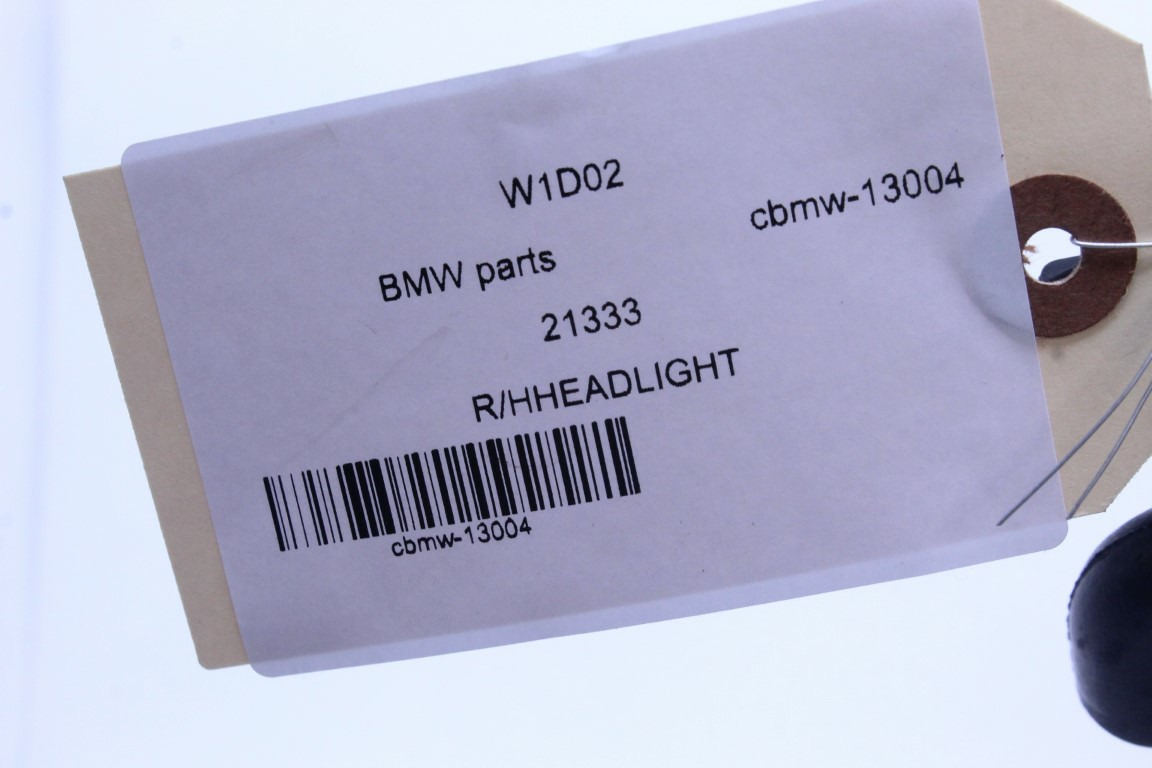 W1D02
cbmw-13004
BMW parts
21333
R/HHEADLIGHT
cbmw-13004